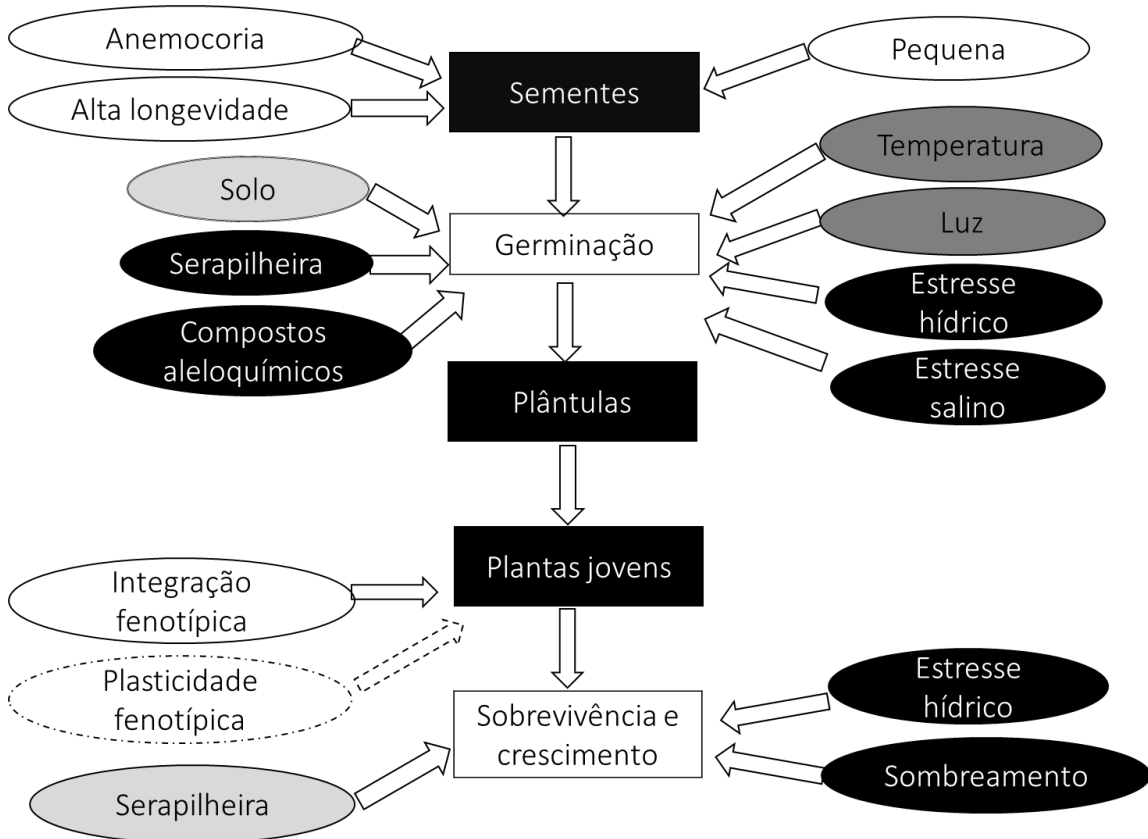 Anemocoria
Pequena
Sementes
Alta longevidade
Temperatura
Solo
Luz
Germinação
Serapilheira
Estresse
hídrico
Compostos
aleloquímicos
Estresse
salino
Plântulas
Plantas jovens
Integração
fenotípica
Plasticidade
fenotípica
Estresse
hídrico
Sobrevivência e
crescimento
Sombreamento
Serapilheira